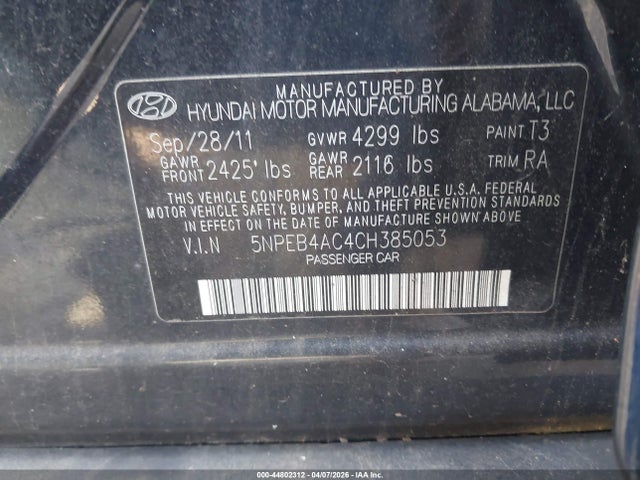 MANUFACTURED BY
HYUNDAI MOTOR MANUFACTURING ALABAMA, LLC
Sep/28/11 GVWR 4299 lbs PAINT T3
GAWR FRONT 2425' lbs GAWR REAR 2116 lbs TRIM RA
THIS VEHICLE CONFORMS TO ALL APPLICABLE U.S.A. FEDERAL
MOTOR VEHICLE SAFETY, BUMPER, AND THEFT PREVENTION STANDARDS
IN EFFECT ON THE DATE OF MANUFACTURE SHOWN ABOVE.
V.I.N 5NPEB4AC4CH385053
PASSENGER CAR
000-44802312 - 04/07/2026 - IAA Inc.